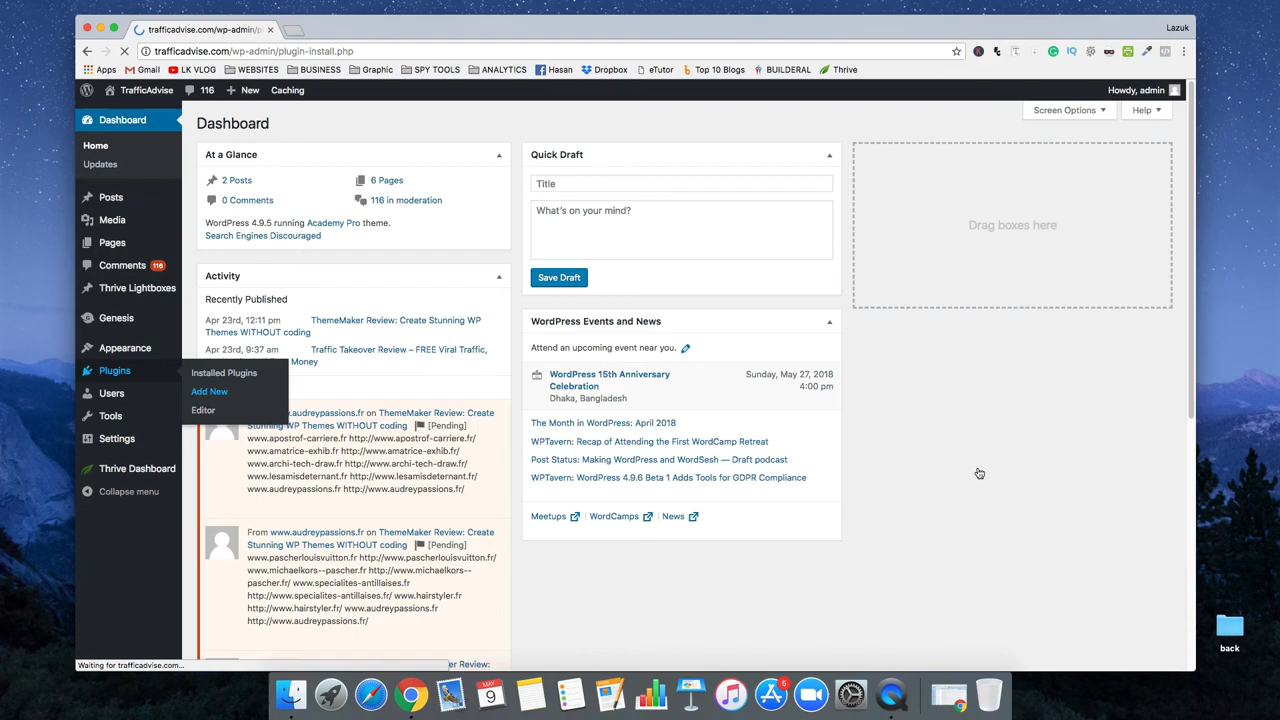 trafficadvise.com/wp-admin/pl
Lazuk
trafficadvise.com/wp-admin/plugin-install.php
Apps Gmail LK VLOG WEBSITES BUSINESS Graphic SPY TOOLS ANALYTICS Hasan Dropbox eTutor Top 10 Blogs BUILDERAL Thrive
TrafficAdvise 116 New Caching Howdy, admin
Screen Options Help
Dashboard
Home
Updates
Posts
Media
Pages
Comments 116
Thrive Lightboxes
Genesis
Appearance
Plugins
Users
Tools
Settings
Thrive Dashboard
Collapse menu
Installed Plugins
Add New
Editor
Dashboard
At a Glance
2 Posts 6 Pages
0 Comments 116 in moderation
WordPress 4.9.5 running Academy Pro theme.
Search Engines Discouraged
Activity
Recently Published
Apr 23rd, 12:11 pm ThemeMaker Review: Create Stunning WP
Themes WITHOUT coding
Apr 23rd, 9:37 am Traffic Takeover Review – FREE Viral Traffic,
Money
www.audreypassions.fr on ThemeMaker Review: Create
Stunning WP Themes WITHOUT coding [Pending]
www.apostrof-carriere.fr/ http://www.apostrof-carriere.fr/
www.amatrice-exhib.fr/ http://www.amatrice-exhib.fr/
www.archi-tech-draw.fr/ http://www.archi-tech-draw.fr/
www.lesamisdeternant.fr/ http://www.lesamisdeternant.fr/
www.audreypassions.fr/ http://www.audreypassions.fr/
From www.audreypassions.fr on ThemeMaker Review: Create
Stunning WP Themes WITHOUT coding [Pending]
www.pascherlouisvuitton.fr/ http://www.pascherlouisvuitton.fr/
www.michaelkors--pascher.fr/ http://www.michaelkors--
pascher.fr/ www.specialites-antillaises.fr/
http://www.specialites-antillaises.fr/ www.hairstyler.fr/
http://www.hairstyler.fr/ www.audreypassions.fr/
http://www.audreypassions.fr/
er Review:
Quick Draft
Title
What's on your mind?
Save Draft
WordPress Events and News
Attend an upcoming event near you.
WordPress 15th Anniversary Sunday, May 27, 2018
Celebration 4:00 pm
Dhaka, Bangladesh
The Month in WordPress: April 2018
WPTavern: Recap of Attending the First WordCamp Retreat
Post Status: Making WordPress and WordSesh — Draft podcast
WPTavern: WordPress 4.9.6 Beta 1 Adds Tools for GDPR Compliance
Meetups WordCamps News
Drag boxes here
Waiting for trafficadvise.com...
back
MAY
9
6